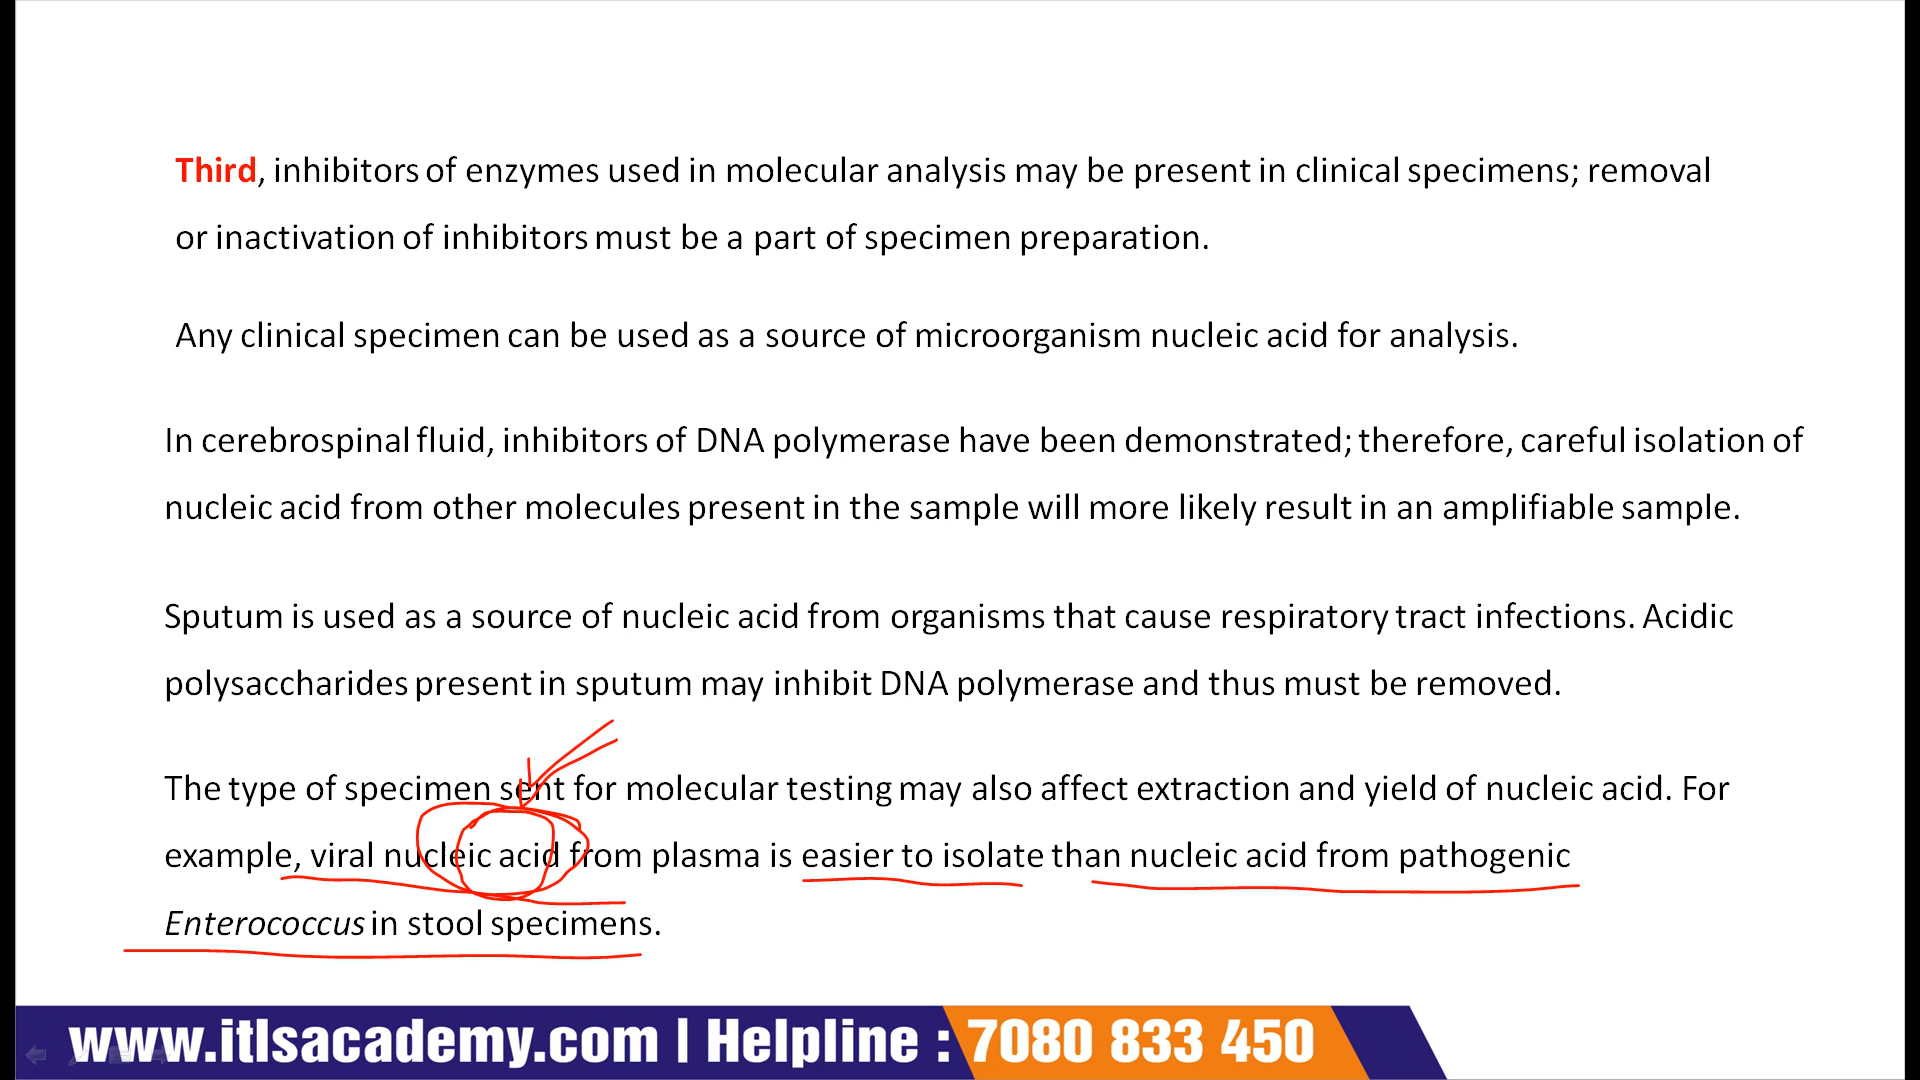 Third, inhibitors of enzymes used in molecular analysis may be present in clinical specimens; removal
or inactivation of inhibitors must be a part of specimen preparation.
Any clinical specimen can be used as a source of microorganism nucleic acid for analysis.
In cerebrospinal fluid, inhibitors of DNA polymerase have been demonstrated; therefore, careful isolation of
nucleic acid from other molecules present in the sample will more likely result in an amplifiable sample.
Sputum is used as a source of nucleic acid from organisms that cause respiratory tract infections. Acidic
polysaccharides present in sputum may inhibit DNA polymerase and thus must be removed.
The type of specimen sent for molecular testing may also affect extraction and yield of nucleic acid. For
example, viral nucleic acid from plasma is easier to isolate than nucleic acid from pathogenic
Enterococcus in stool specimens.
www.itlsacademy.com | Helpline : 7080 833 450